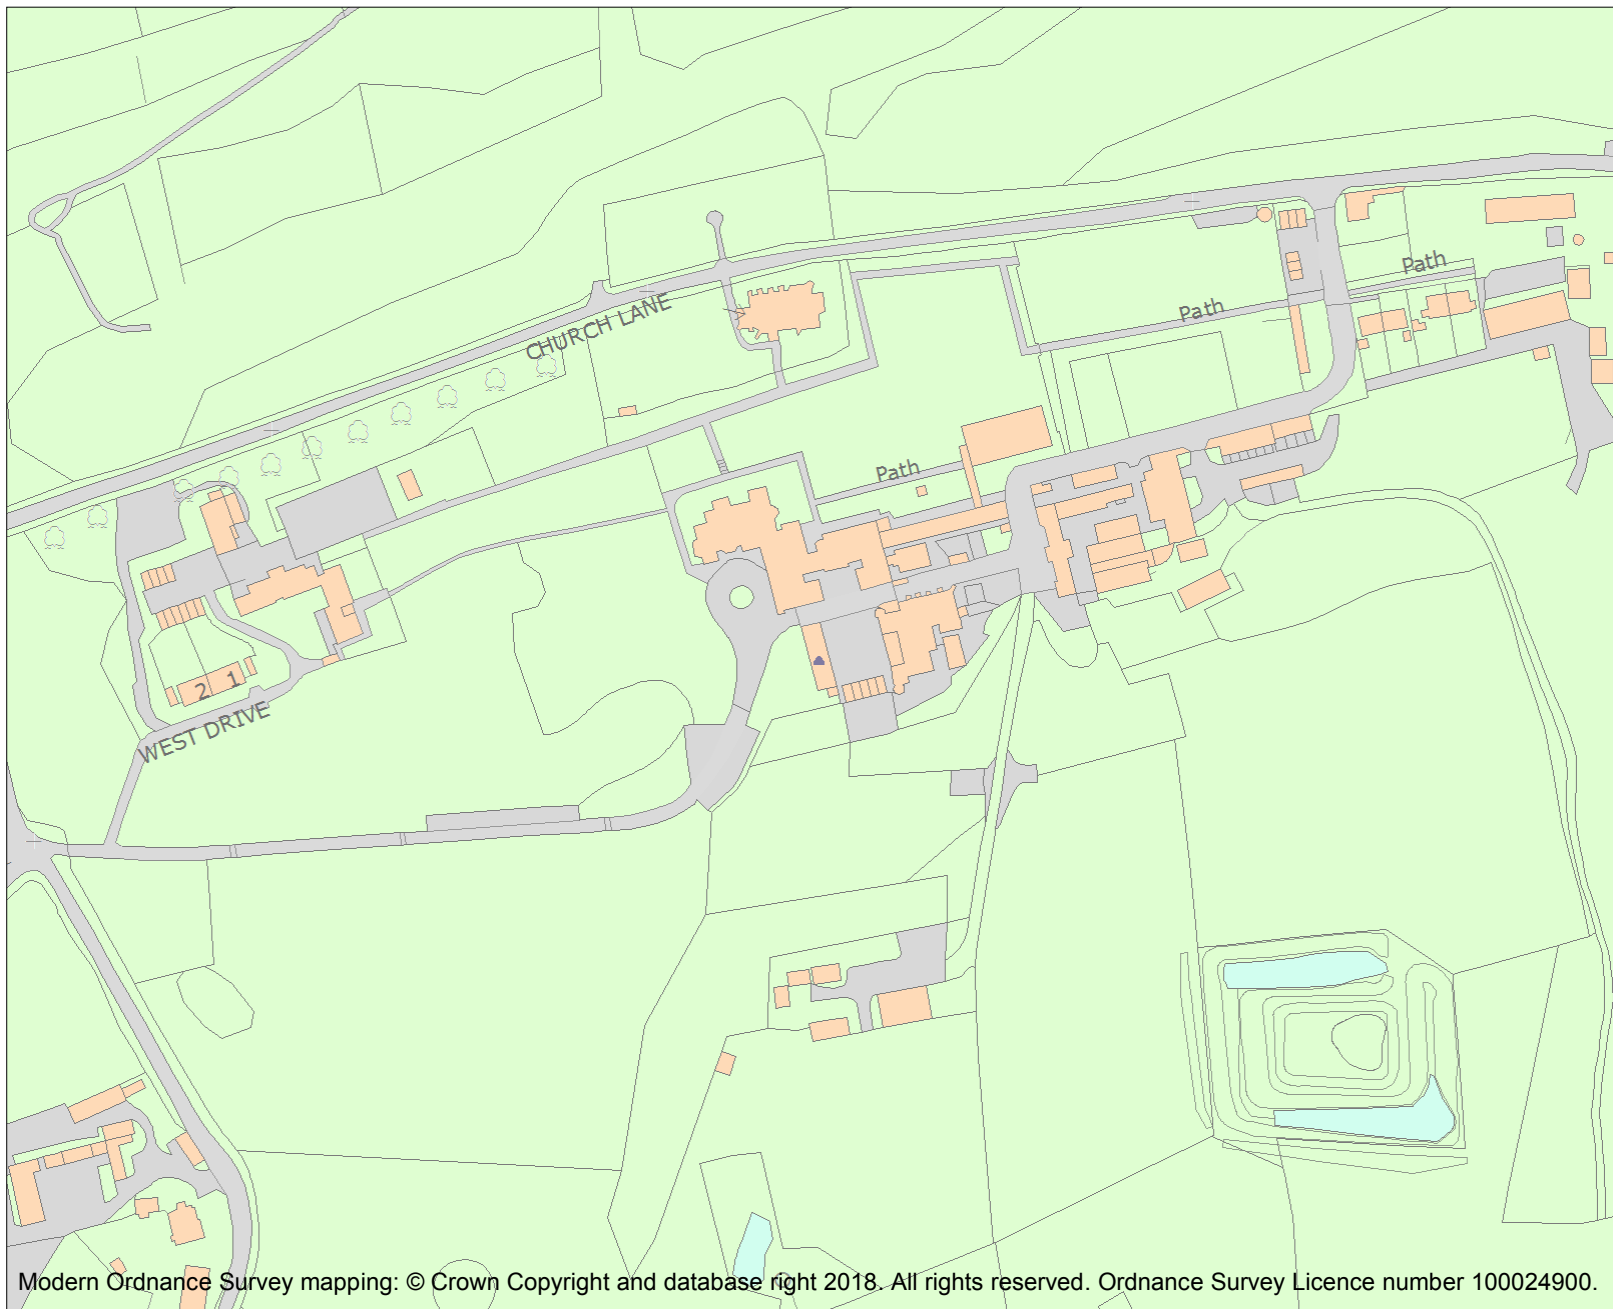 Path
Path
CHURCH LANE
Path
2 1
WEST DRIVE
Modern Ordnance Survey mapping: © Crown Copyright and database right 2018. All rights reserved. Ordnance Survey Licence number 100024900.